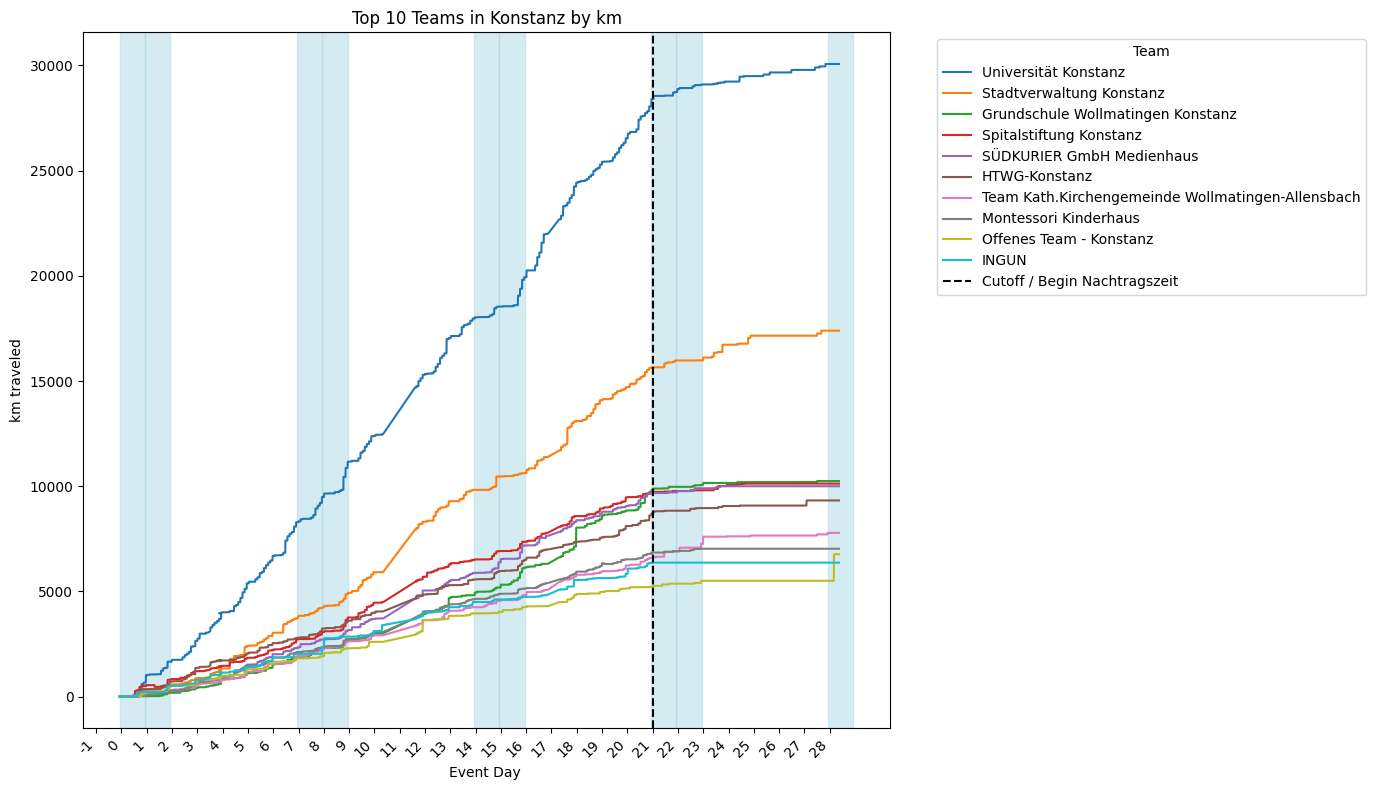 Top 10 Teams in Konstanz by km
km traveled
30000
25000
20000
15000
10000
5000
0
-1 0 1 2 3 4 5 6 7 8 9 10 11 12 13 14 15 16 17 18 19 20 21 22 23 24 25 26 27 28
Event Day
Team
Universität Konstanz
Stadtverwaltung Konstanz
Grundschule Wollmatingen Konstanz
Spitalstiftung Konstanz
SÜDKURIER GmbH Medienhaus
HTWG-Konstanz
Team Kath.Kirchengemeinde Wollmatingen-Allensbach
Montessori Kinderhaus
Offenes Team - Konstanz
INGUN
Cutoff / Begin Nachtragszeit